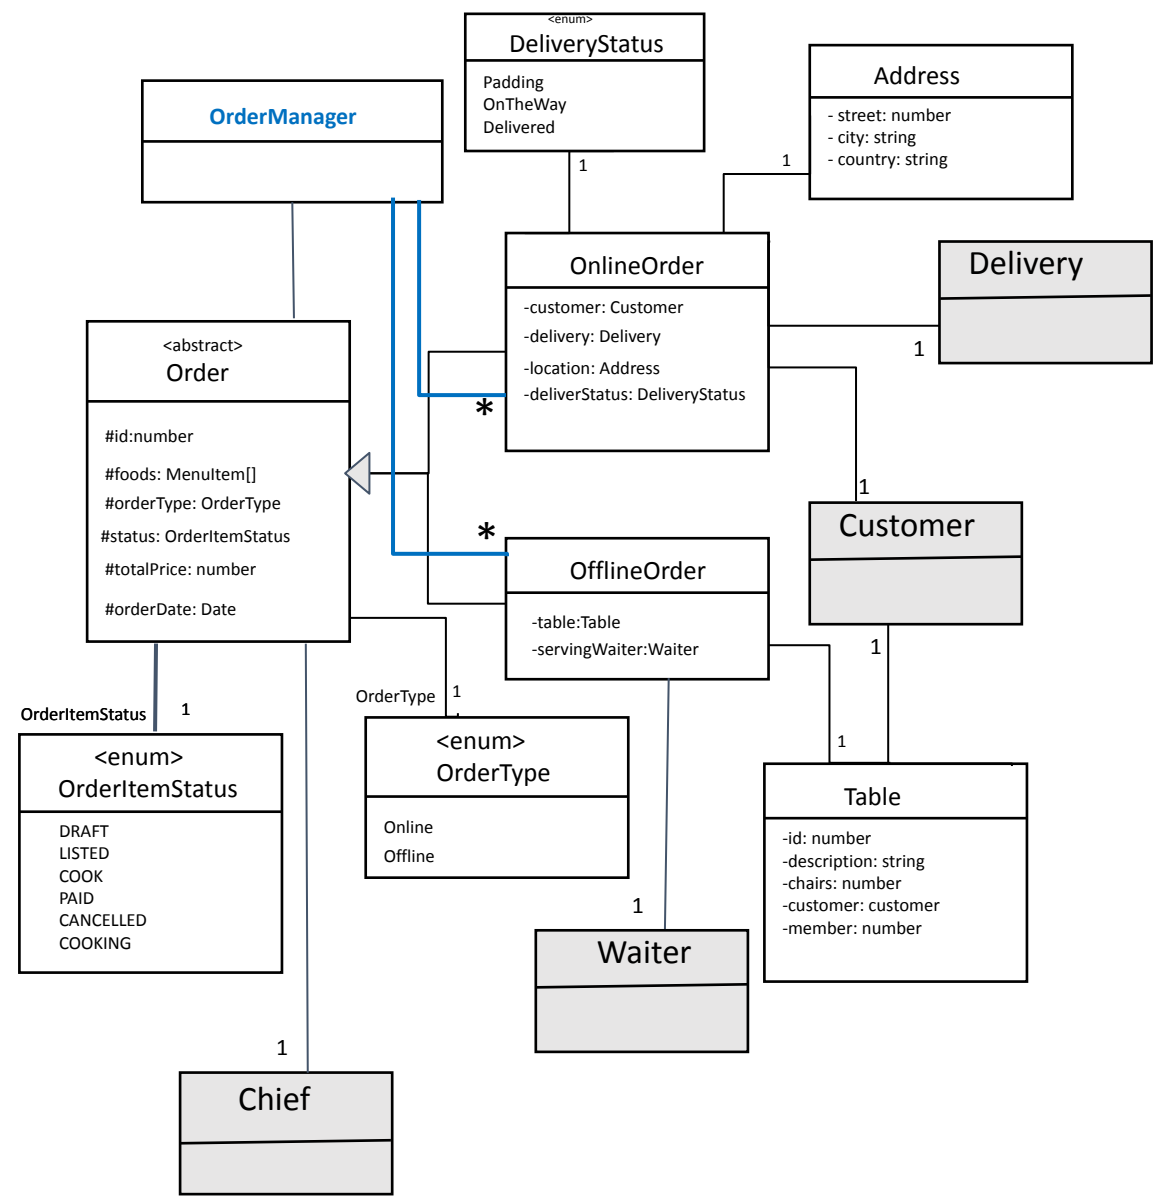 <enum>
DeliveryStatus
Padding
OnTheWay
Delivered
1
Address
- street: number
- city: string
- country: string
1
OrderManager
OnlineOrder
-customer: Customer
-delivery: Delivery
-location: Address
-deliverStatus: DeliveryStatus
*
Delivery
1
<abstract>
Order
#id:number
#foods: MenuItem[]
#orderType: OrderType
#status: OrderItemStatus
#totalPrice: number
#orderDate: Date
1
Customer
1
*
OfflineOrder
-table:Table
-servingWaiter:Waiter
OrderItemStatus 1
<enum>
OrderItemStatus
DRAFT
LISTED
COOK
PAID
CANCELLED
COOKING
OrderType 1
<enum>
OrderType
Online
Offline
1
Table
-id: number
-description: string
-chairs: number
-customer: customer
-member: number
1
Waiter
1
Chief